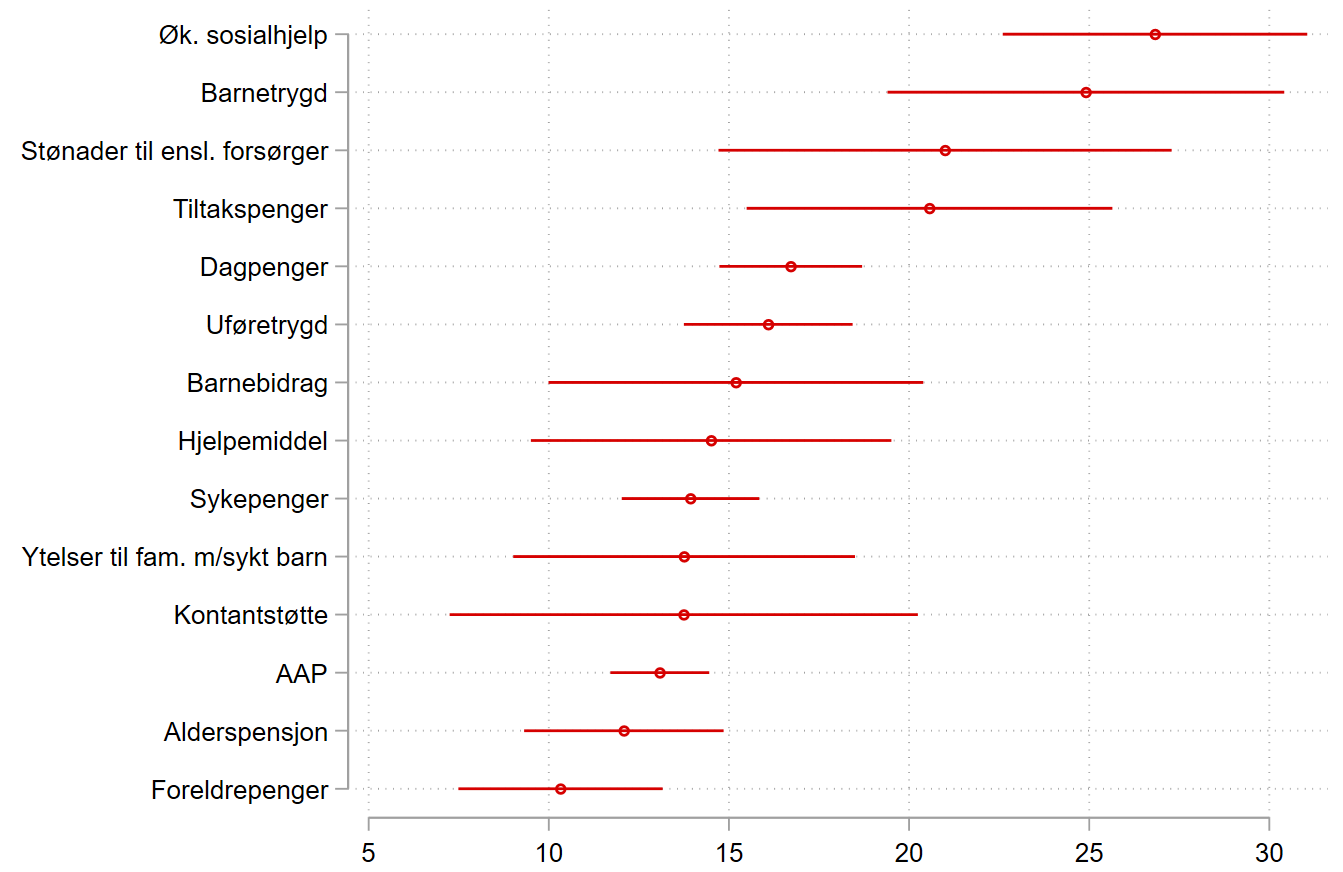 Øk. sosialhjelp
Barnetrygd
Stønader til ensl. forsørger
Tiltakspenger
Dagpenger
Uføretrygd
Barnebidrag
Hjelpemiddel
Sykepenger
Ytelser til fam. m/sykt barn
Kontantstøtte
AAP
Alderspensjon
Foreldrepenger
5 10 15 20 25 30